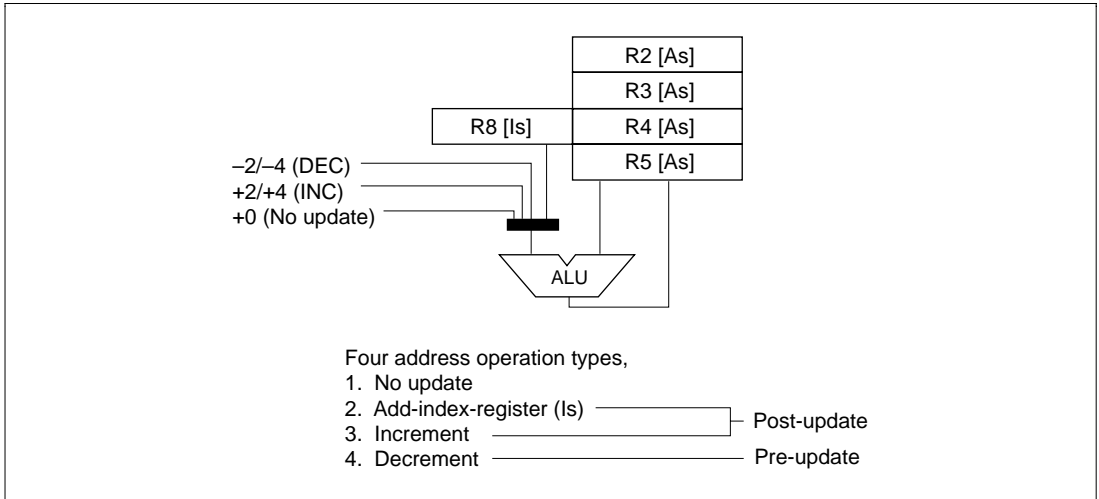 R2 [As]
R3 [As]
R8 [Is] R4 [As]
R5 [As]
–2/–4 (DEC)
+2/+4 (INC)
+0 (No update)
ALU
Four address operation types,
1. No update
2. Add-index-register (Is)
3. Increment
4. Decrement
Post-update
Pre-update